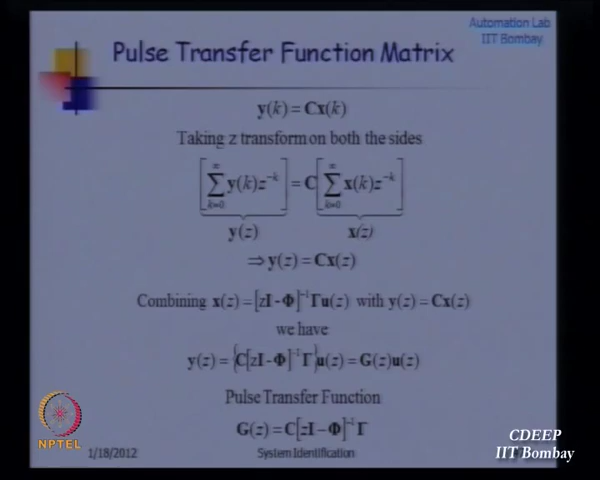 Automation Lab
IIT Bombay
Pulse Transfer Function Matrix
y(k) = Cx(k)
Taking z transform on both the sides
[∑_{k=0}^{∞} y(k)z^{-k}] = C[∑_{k=0}^{∞} x(k)z^{-k}]
y(z) x(z)
⇒ y(z) = Cx(z)
Combining x(z) = [zI - Φ]^{-1}Γu(z) with y(z) = Cx(z)
we have
y(z) = {C[zI - Φ]^{-1}Γ}u(z) = G(z)u(z)
Pulse Transfer Function
G(z) = C[zI - Φ]^{-1}Γ
NPTEL
1/18/2012
System Identification
CDEEP
IIT Bombay